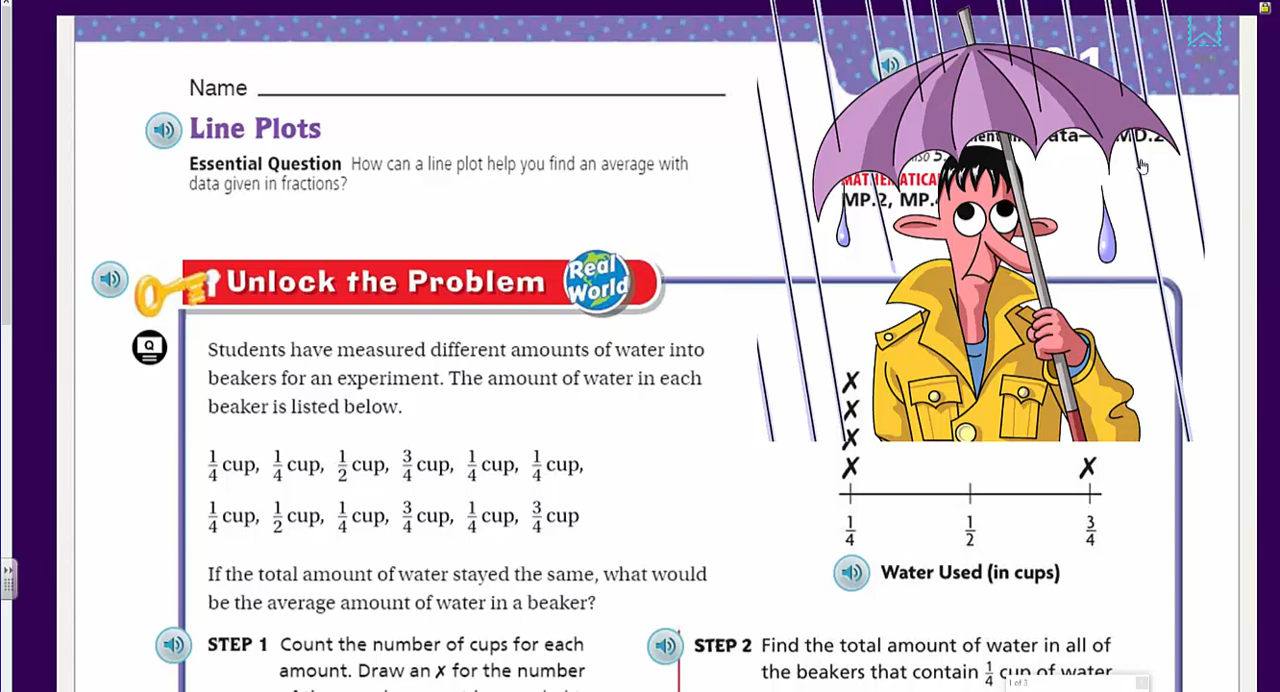 Name
Line Plots
Essential Question How can a line plot help you find an average with
data given in fractions?
MP.2, MP.
Unlock the Problem
Real
World
Q
Students have measured different amounts of water into
beakers for an experiment. The amount of water in each
beaker is listed below.
1/4 cup, 1/4 cup, 1/2 cup, 3/4 cup, 1/4 cup, 1/4 cup,
1/4 cup, 1/2 cup, 1/4 cup, 3/4 cup, 1/4 cup, 3/4 cup
If the total amount of water stayed the same, what would
be the average amount of water in a beaker?
✗
✗
✗
✗ ✗
1/4 1/2 3/4
Water Used (in cups)
STEP 1 Count the number of cups for each
amount. Draw an ✗ for the number
STEP 2 Find the total amount of water in all of
the beakers that contain 1/4 cup of water
1 of 3